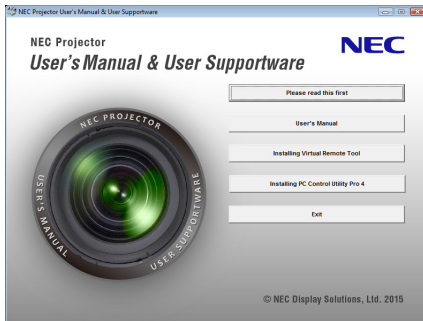 NEC Projector User's Manual & User Supportware
NEC Projector
NEC
User's Manual & User Supportware
Please read this first
User's Manual
Installing Virtual Remote Tool
Installing PC Control Utility Pro 4
Exit
NEC PROJECTOR
USER'S MANUAL
USER SUPPORTWARE
© NEC Display Solutions, Ltd. 2015